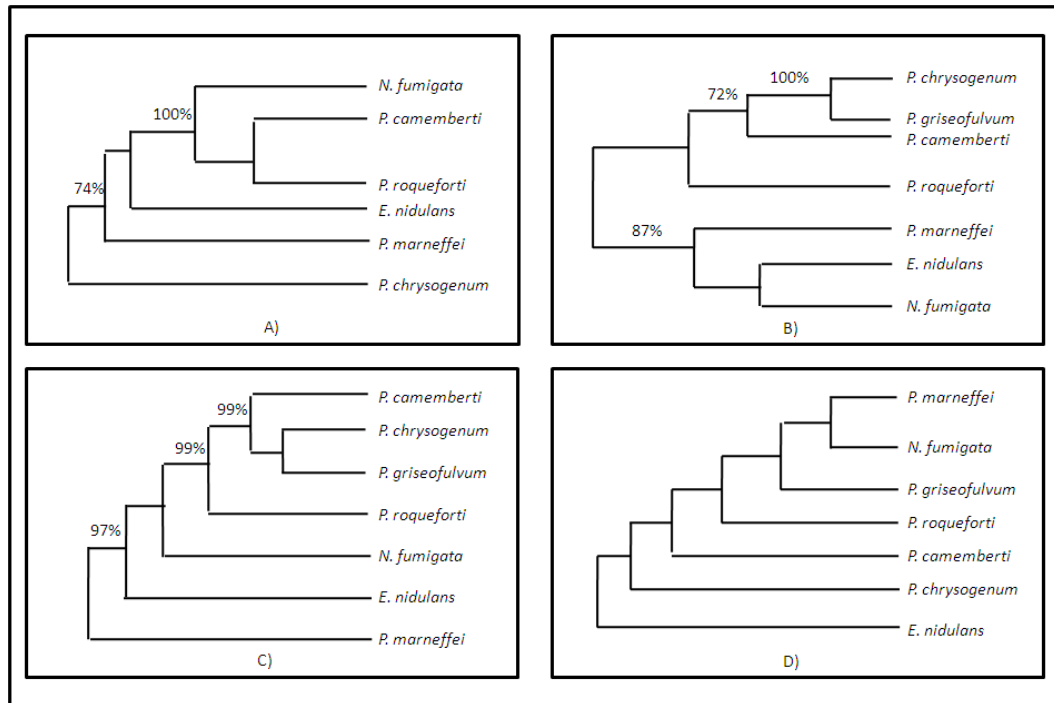 N. fumigata
100%
P. camemberti
P. roqueforti
74%
E. nidulans
P. marneffei
P. chrysogenum
A)
100%
P. chrysogenum
72%
P. griseofulvum
P. camemberti
P. roqueforti
P. marneffei
87%
E. nidulans
N. fumigata
B)
P. camemberti
99%
P. chrysogenum
99%
P. griseofulvum
P. roqueforti
97%
N. fumigata
E. nidulans
P. marneffei
C)
P. marneffei
N. fumigata
P. griseofulvum
P. roqueforti
P. camemberti
P. chrysogenum
E. nidulans
D)